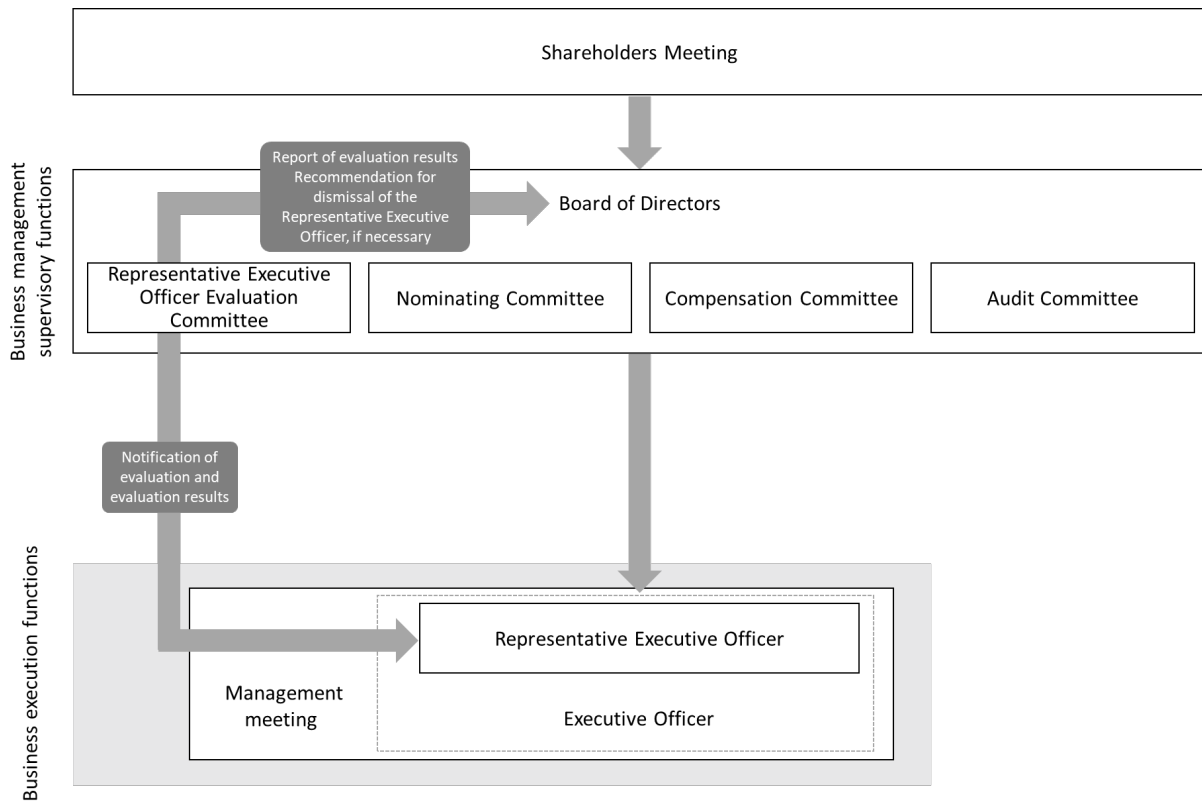 Shareholders Meeting
Business management
supervisory functions
Report of evaluation results
Recommendation for
dismissal of the
Representative Executive
Officer, if necessary
Board of Directors
Representative Executive
Officer Evaluation
Committee
Nominating Committee
Compensation Committee
Audit Committee
Notification of
evaluation and
evaluation results
Business execution functions
Representative Executive Officer
Management
meeting
Executive Officer